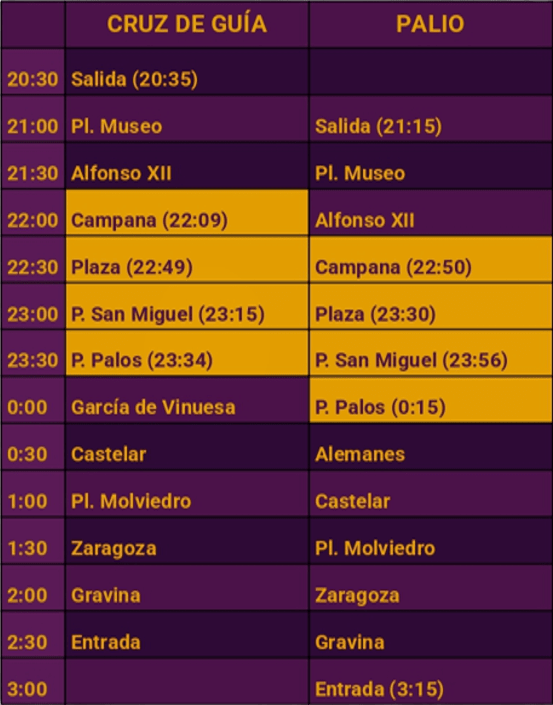 CRUZ DE GUÍA PALIO
20:30 Salida (20:35)
21:00 Pl. Museo Salida (21:15)
21:30 Alfonso XII Pl. Museo
22:00 Campana (22:09) Alfonso XII
22:30 Plaza (22:49) Campana (22:50)
23:00 P. San Miguel (23:15) Plaza (23:30)
23:30 P. Palos (23:34) P. San Miguel (23:56)
0:00 García de Vinuesa P. Palos (0:15)
0:30 Castelar Alemanes
1:00 Pl. Molviedro Castelar
1:30 Zaragoza Pl. Molviedro
2:00 Gravina Zaragoza
2:30 Entrada Gravina
3:00 Entrada (3:15)